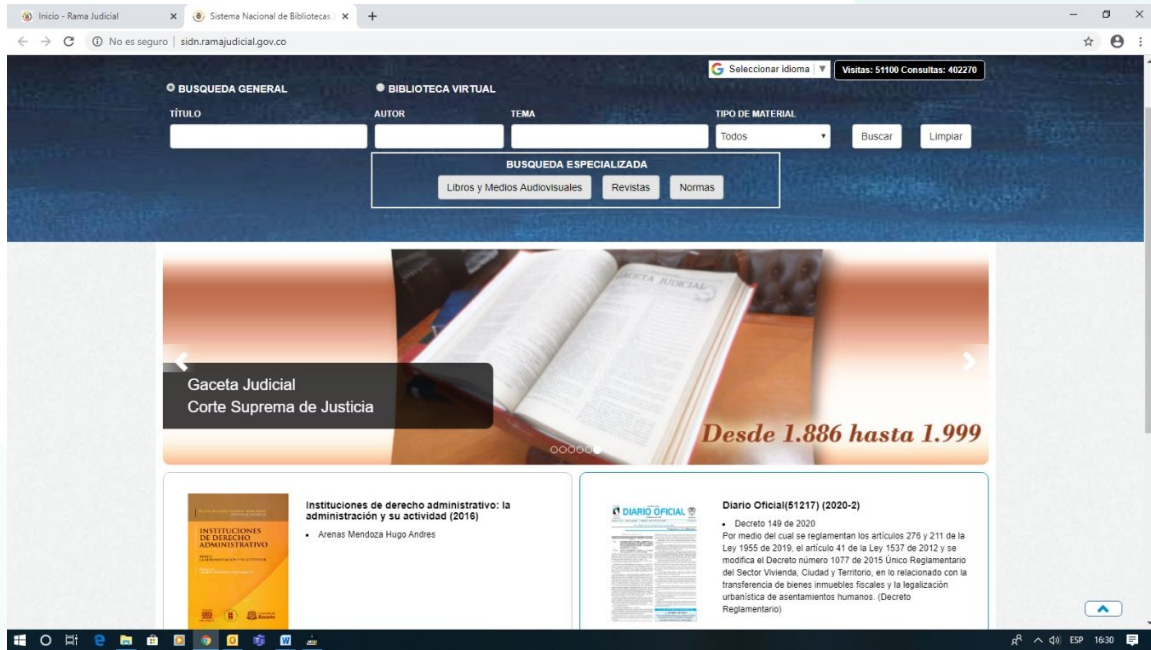 Inicio - Rama Judicial
Sistema Nacional de Bibliotecas
No es seguro
sidn.ramajudicial.gov.co
Seleccionar idioma
Visitas: 51100 Consultas: 402270
BUSQUEDA GENERAL
BIBLIOTECA VIRTUAL
TÍTULO
AUTOR
TEMA
TIPO DE MATERIAL
Todos
Buscar
Limpiar
BUSQUEDA ESPECIALIZADA
Libros y Medios Audiovisuales
Revistas
Normas
GACETA JUDICIAL
Gaceta Judicial
Corte Suprema de Justicia
Desde 1.886 hasta 1.999
INSTITUCIONES
DE DERECHO
ADMINISTRATIVO
Instituciones de derecho administrativo: la
administración y su actividad (2016)
Arenas Mendoza Hugo Andres
DIARIO OFICIAL
Diario Oficial(51217) (2020-2)
Decreto 149 de 2020
Por medio del cual se reglamentan los artículos 276 y 211 de la
Ley 1955 de 2019, el artículo 41 de la Ley 1537 de 2012 y se
modifica el Decreto número 1077 de 2015 Único Reglamentario
del Sector Vivienda, Ciudad y Territorio, en lo relacionado con la
transferencia de bienes inmuebles fiscales y la legalización
urbanística de asentamientos humanos. (Decreto
Reglamentario)
ESP
16:30